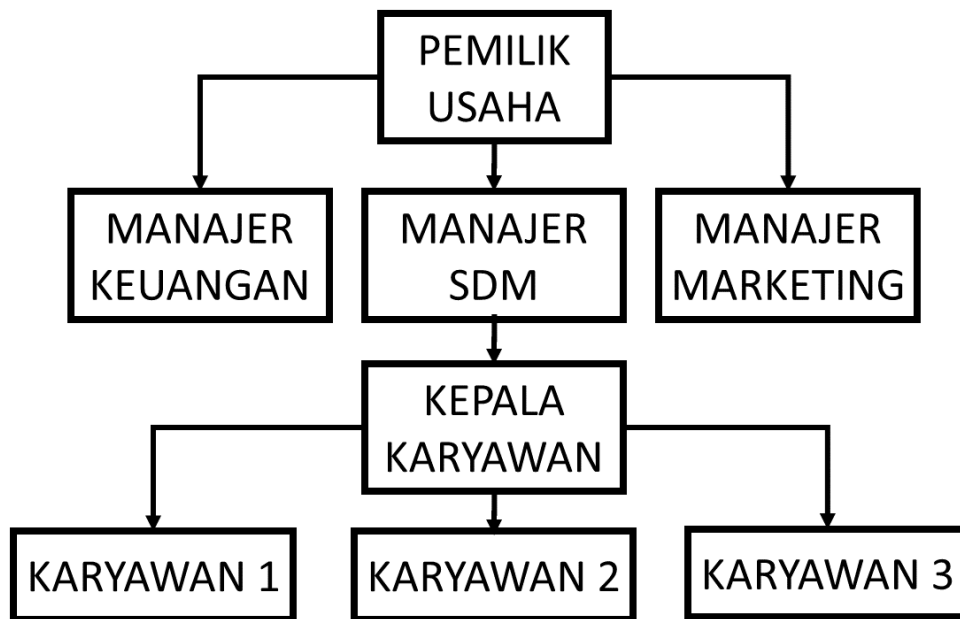 PEMILIK
USAHA
MANAJER
KEUANGAN
MANAJER
SDM
MANAJER
MARKETING
KEPALA
KARYAWAN
KARYAWAN 1
KARYAWAN 2
KARYAWAN 3